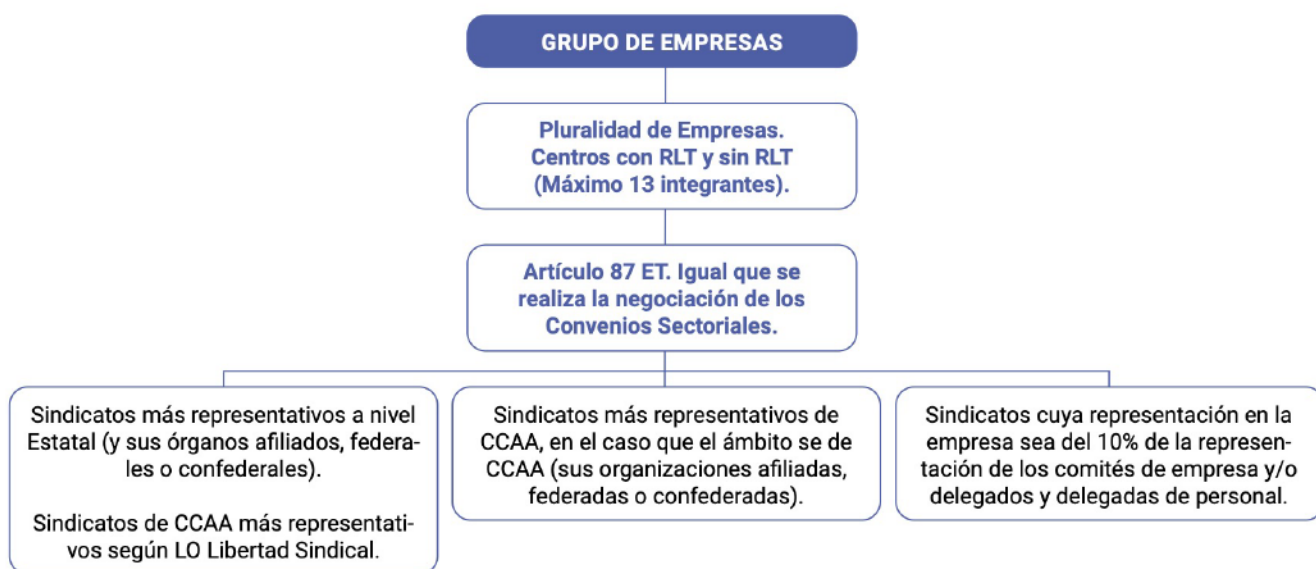 GRUPO DE EMPRESAS
Pluralidad de Empresas.
Centros con RLT y sin RLT
(Máximo 13 integrantes).
Artículo 87 ET. Igual que se
realiza la negociación de los
Convenios Sectoriales.
Sindicatos más representativos a nivel
Estatal (y sus órganos afiliados, federa-
les o confederales).
Sindicatos de CCAA más representati-
vos según LO Libertad Sindical.
Sindicatos más representativos de
CCAA, en el caso que el ámbito se de
CCAA (sus organizaciones afiliadas,
federadas o confederadas).
Sindicatos cuya representación en la
empresa sea del 10% de la represen-
tación de los comités de empresa y/o
delegados y delegadas de personal.